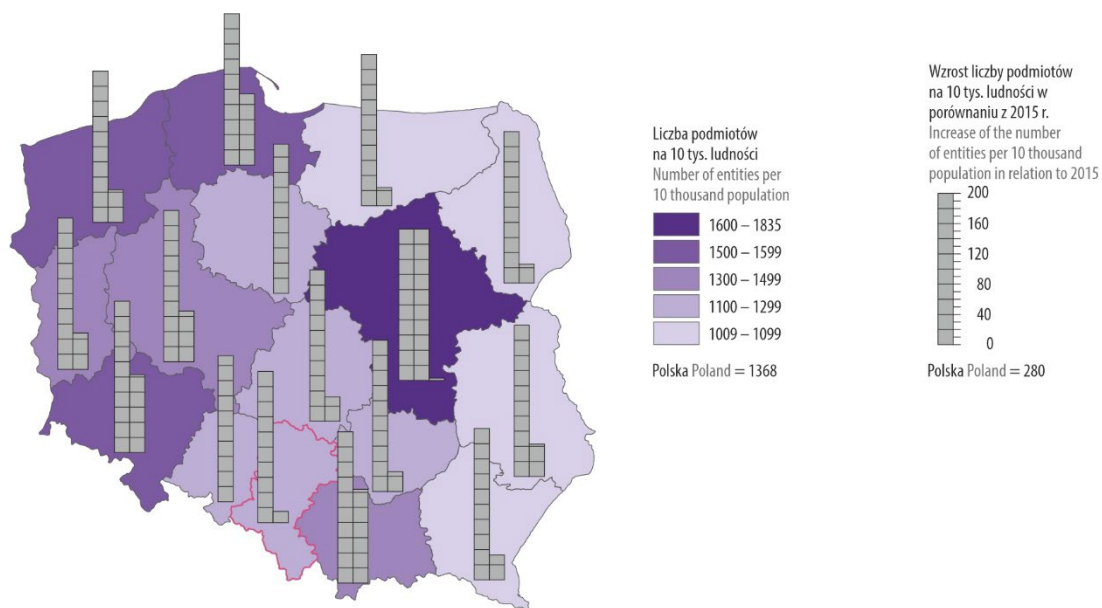 Liczba podmiotów
na 10 tys. ludności
Number of entities per
10 thousand population
1600 – 1835
1500 – 1599
1300 – 1499
1100 – 1299
1009 – 1099
Polska Poland = 1368
Wzrost liczby podmiotów
na 10 tys. ludności w
porównaniu z 2015 r.
Increase of the number
of entities per 10 thousand
population in relation to 2015
200
160
120
80
40
0
Polska Poland = 280